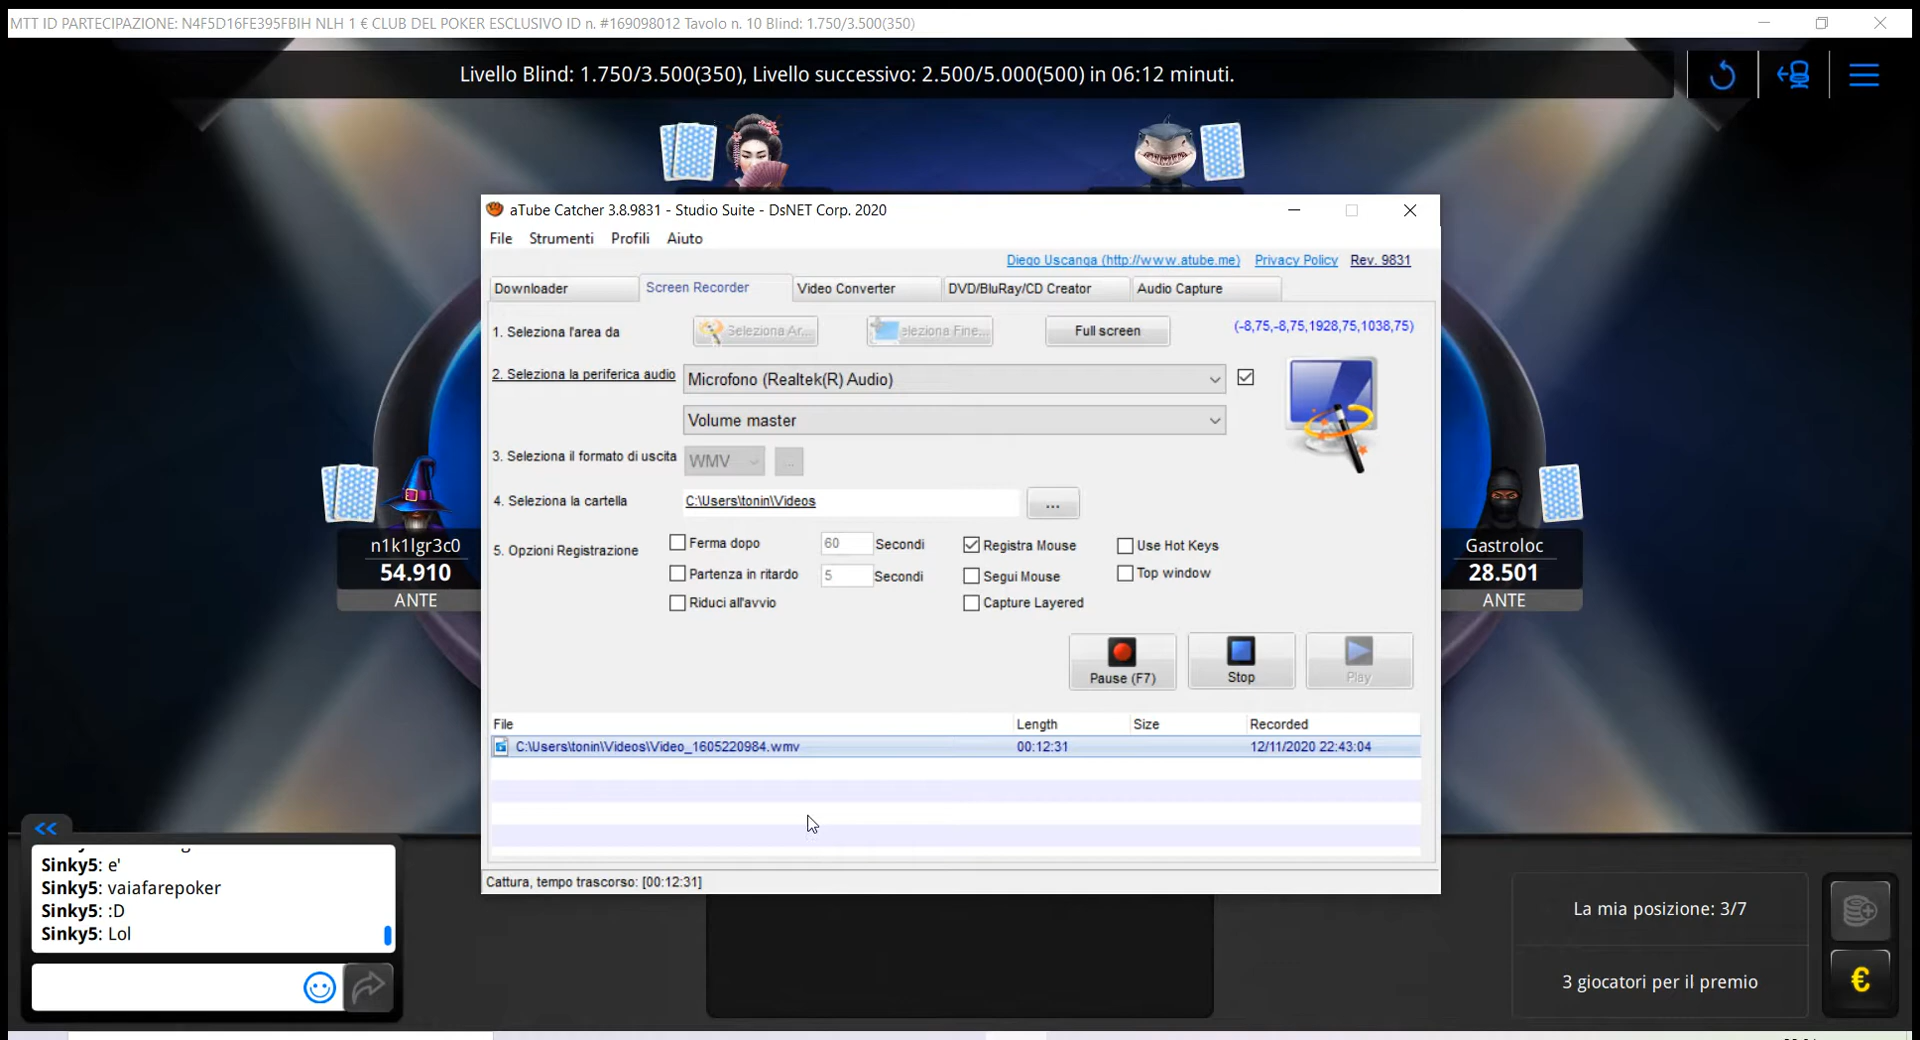 MTT ID PARTECIPAZIONE: N4F5D16FE395FBIH NLH 1 € CLUB DEL POKER ESCLUSIVO ID n. #169098012 Tavolo n. 10 Blind: 1.750/3.500(350)
Livello Blind: 1.750/3.500(350), Livello successivo: 2.500/5.000(500) in 06:12 minuti.
aTube Catcher 3.8.9831 - Studio Suite - DsNET Corp. 2020
File Strumenti Profili Aiuto
Diego Uscanga (http://www.atube.me) Privacy Policy Rev. 9831
Downloader Screen Recorder Video Converter DVD/BluRay/CD Creator Audio Capture
1. Seleziona l'area da Seleziona Ar... eleziona Fine... Full screen (-8,75,-8,75,1928,75,1038,75)
2. Seleziona la periferica audio Microfono (Realtek(R) Audio)
Volume master
3. Seleziona il formato di uscita WMV ...
4. Seleziona la cartella C:\Users\tonin\Videos ...
5. Opzioni Registrazione
Ferma dopo 60 Secondi Registra Mouse Use Hot Keys
Partenza in ritardo 5 Secondi Segui Mouse Top window
Riduci all'avvio Capture Layered
Pause (F7) Stop Play
File Length Size Recorded
C:\Users\tonin\Videos\Video_1605220984.wmv 00:12:31 12/11/2020 22:43:04
Cattura, tempo trascorso: [00:12:31]
n1k1lgr3c0
54.910
ANTE
Gastroloc
28.501
ANTE
Sinky5: e'
Sinky5: vaiafarepoker
Sinky5: :D
Sinky5: Lol
La mia posizione: 3/7
3 giocatori per il premio
€